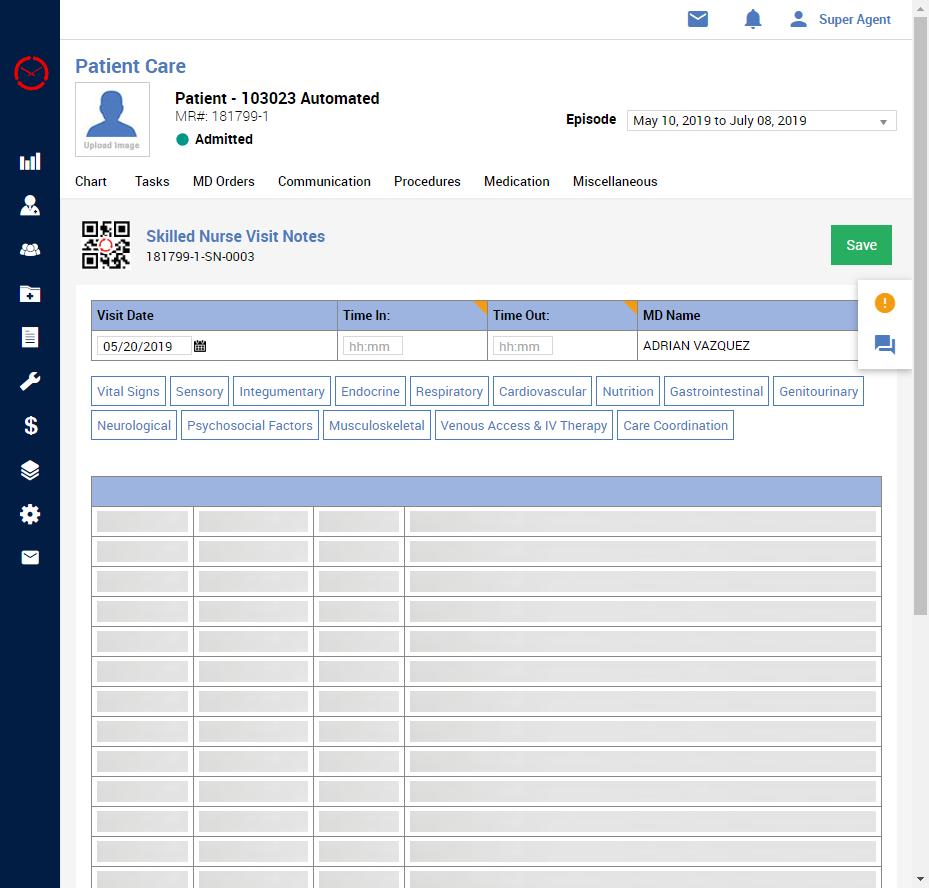 Super Agent
Patient Care
Upload Image
Patient - 103023 Automated
MR#: 181799-1
Admitted
Episode May 10, 2019 to July 08, 2019
Chart Tasks MD Orders Communication Procedures Medication Miscellaneous
Skilled Nurse Visit Notes
181799-1-SN-0003
Save
Visit Date Time In: Time Out: MD Name
05/20/2019 hh:mm hh:mm ADRIAN VAZQUEZ
Vital Signs Sensory Integumentary Endocrine Respiratory Cardiovascular Nutrition Gastrointestinal Genitourinary
Neurological Psychosocial Factors Musculoskeletal Venous Access & IV Therapy Care Coordination